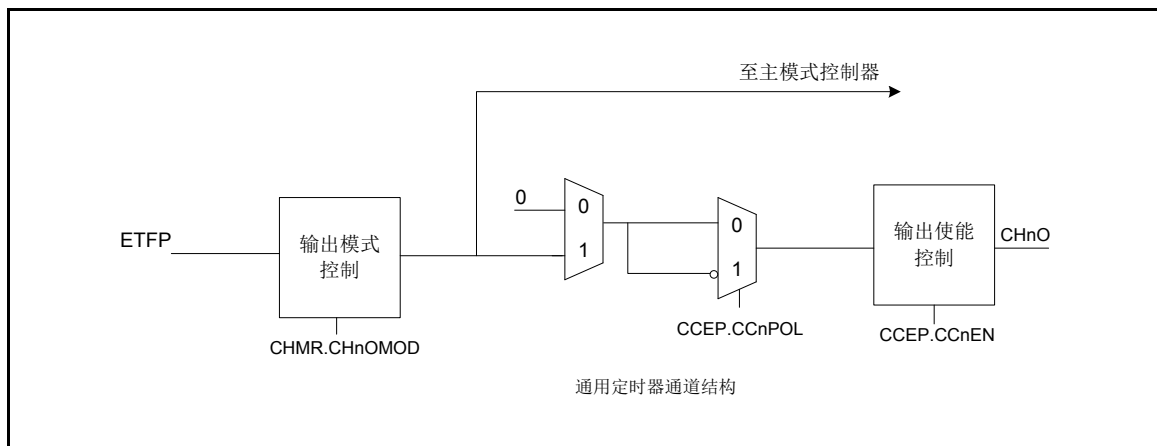 至主模式控制器
0
0
1
ETFP
输出模式
控制
0
1
输出使能
控制
CHnO
CHMR.CHnOMOD
CCEP.CCnPOL
CCEP.CCnEN
通用定时器通道结构